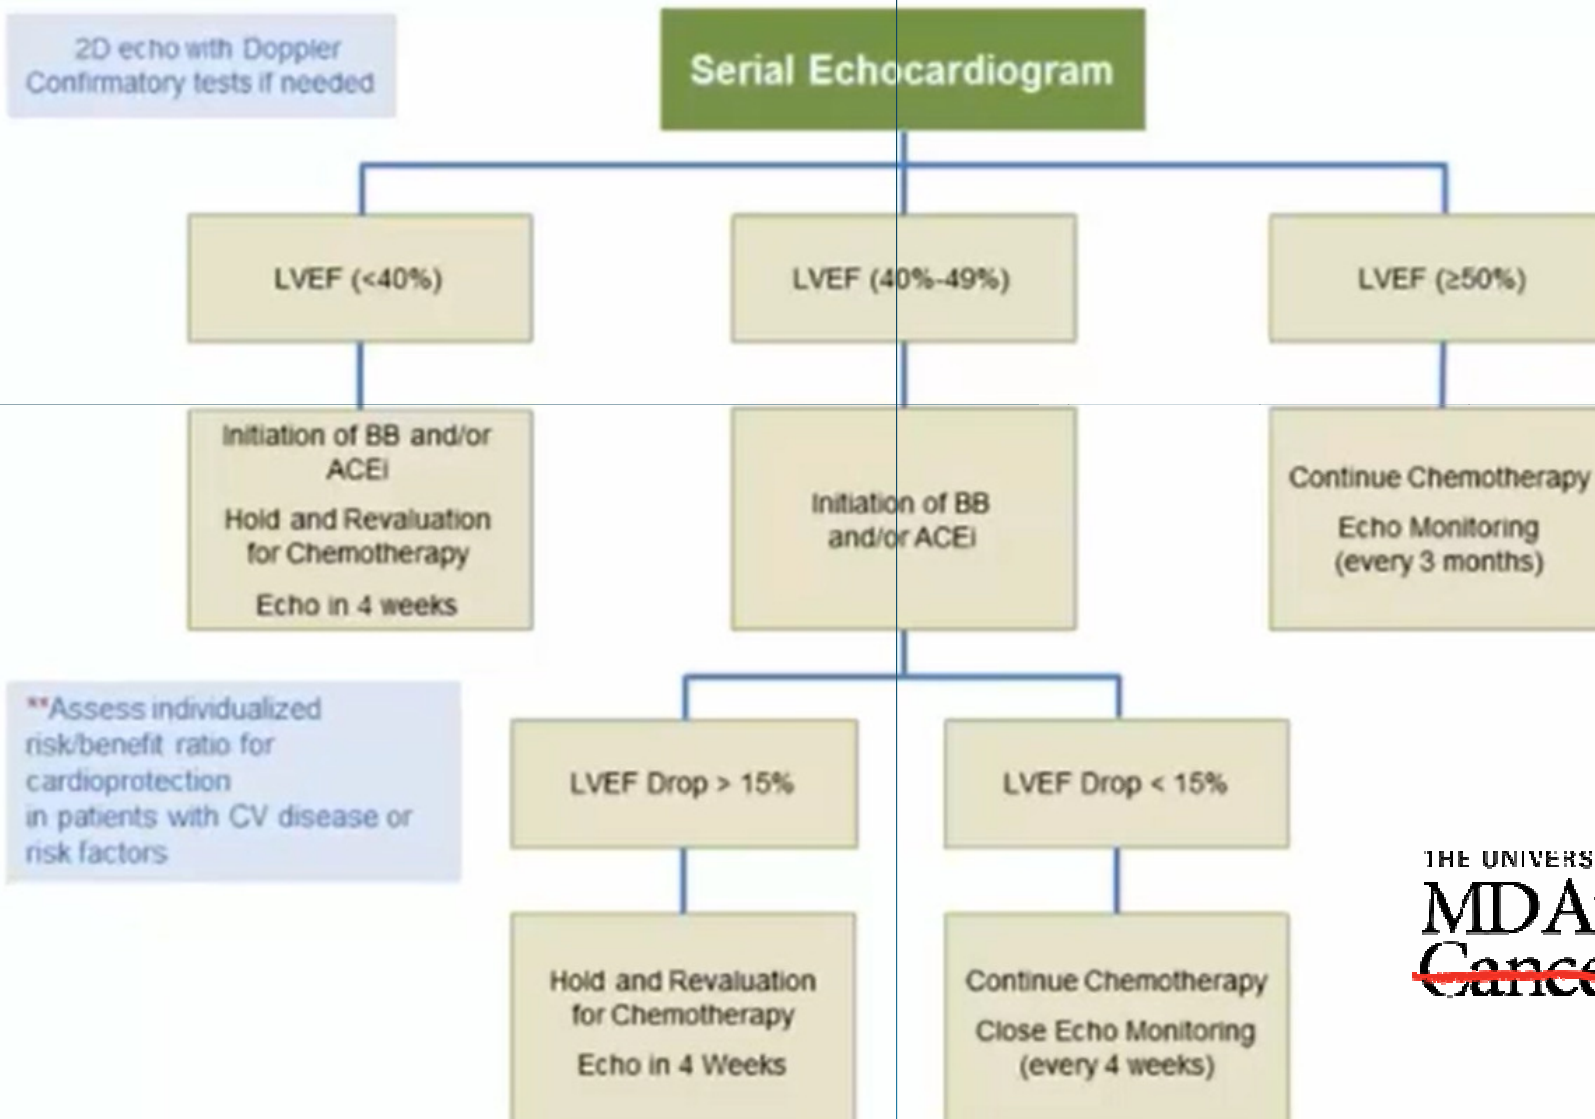 2D echo with Doppler
Confirmatory tests if needed
Serial Echocardiogram
LVEF (<40%)
LVEF (40%-49%)
LVEF (≥50%)
Initiation of BB and/or
ACEi
Hold and Revaluation
for Chemotherapy
Echo in 4 weeks
Initiation of BB
and/or ACEi
Continue Chemotherapy
Echo Monitoring
(every 3 months)
**Assess individualized
risk/benefit ratio for
cardioprotection
in patients with CV disease or
risk factors
LVEF Drop > 15%
LVEF Drop < 15%
Hold and Revaluation
for Chemotherapy
Echo in 4 Weeks
Continue Chemotherapy
Close Echo Monitoring
(every 4 weeks)
THE UNIVERS
MD A
Cance